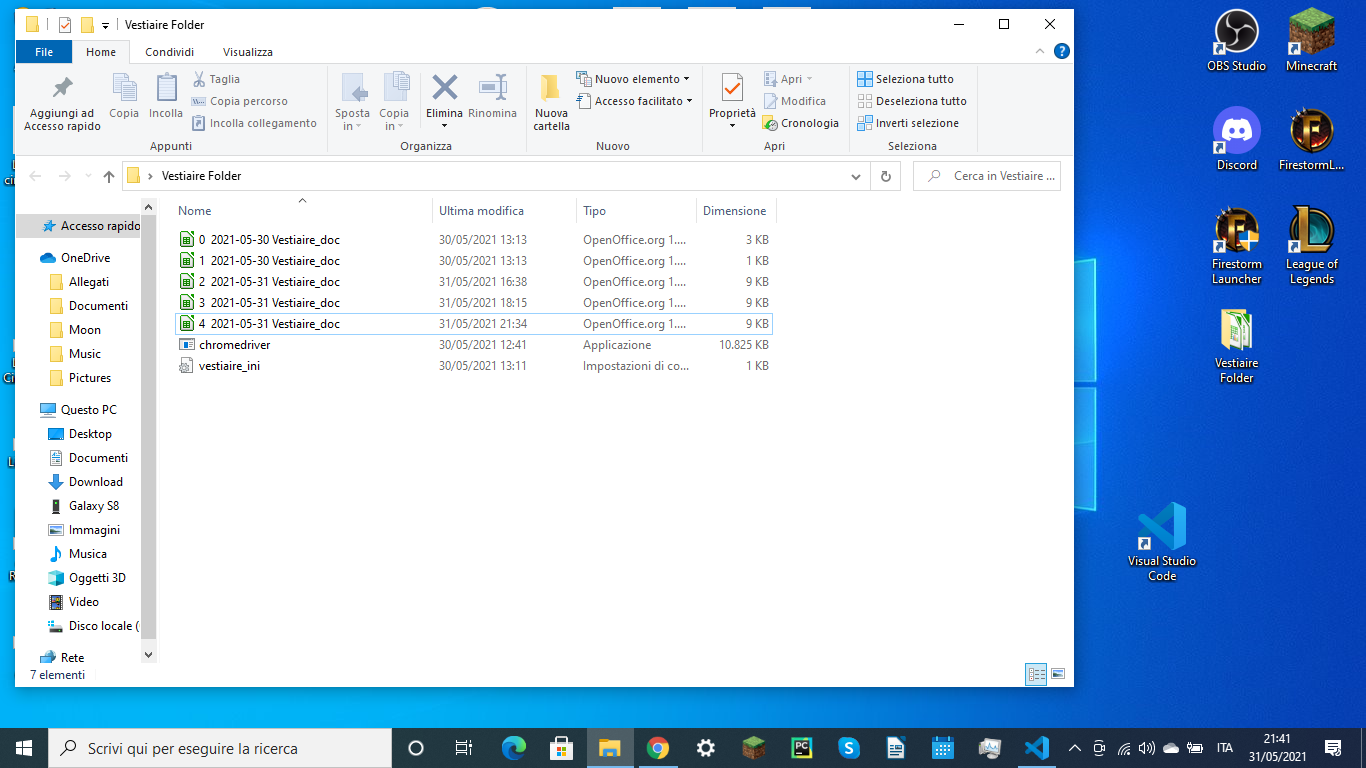 Vestiaire Folder
File Home Condividi Visualizza
Aggiungi ad Accesso rapido
Copia
Incolla
Taglia
Copia percorso
Incolla collegamento
Appunti
Sposta in
Copia in
Elimina
Rinomina
Organizza
Nuova cartella
Nuovo elemento
Accesso facilitato
Nuovo
Proprietà
Apri
Modifica
Cronologia
Apri
Seleziona tutto
Deseleziona tutto
Inverti selezione
Seleziona
Vestiaire Folder
Cerca in Vestiaire ...
Accesso rapido
OneDrive
Allegati
Documenti
Moon
Music
Pictures
Questo PC
Desktop
Documenti
Download
Galaxy S8
Immagini
Musica
Oggetti 3D
Video
Disco locale (
Rete
Nome Ultima modifica Tipo Dimensione
0 2021-05-30 Vestiaire_doc 30/05/2021 13:13 OpenOffice.org 1.... 3 KB
1 2021-05-30 Vestiaire_doc 30/05/2021 13:13 OpenOffice.org 1.... 1 KB
2 2021-05-31 Vestiaire_doc 31/05/2021 16:38 OpenOffice.org 1.... 9 KB
3 2021-05-31 Vestiaire_doc 31/05/2021 18:15 OpenOffice.org 1.... 9 KB
4 2021-05-31 Vestiaire_doc 31/05/2021 21:34 OpenOffice.org 1.... 9 KB
chromedriver 30/05/2021 12:41 Applicazione 10.825 KB
vestiaire_ini 30/05/2021 13:11 Impostazioni di co... 1 KB
7 elementi
OBS Studio
Minecraft
Discord
FirestormL...
Firestorm
Launcher
League of
Legends
Vestiaire
Folder
Visual Studio
Code
Scrivi qui per eseguire la ricerca
PC
ITA
21:41
31/05/2021